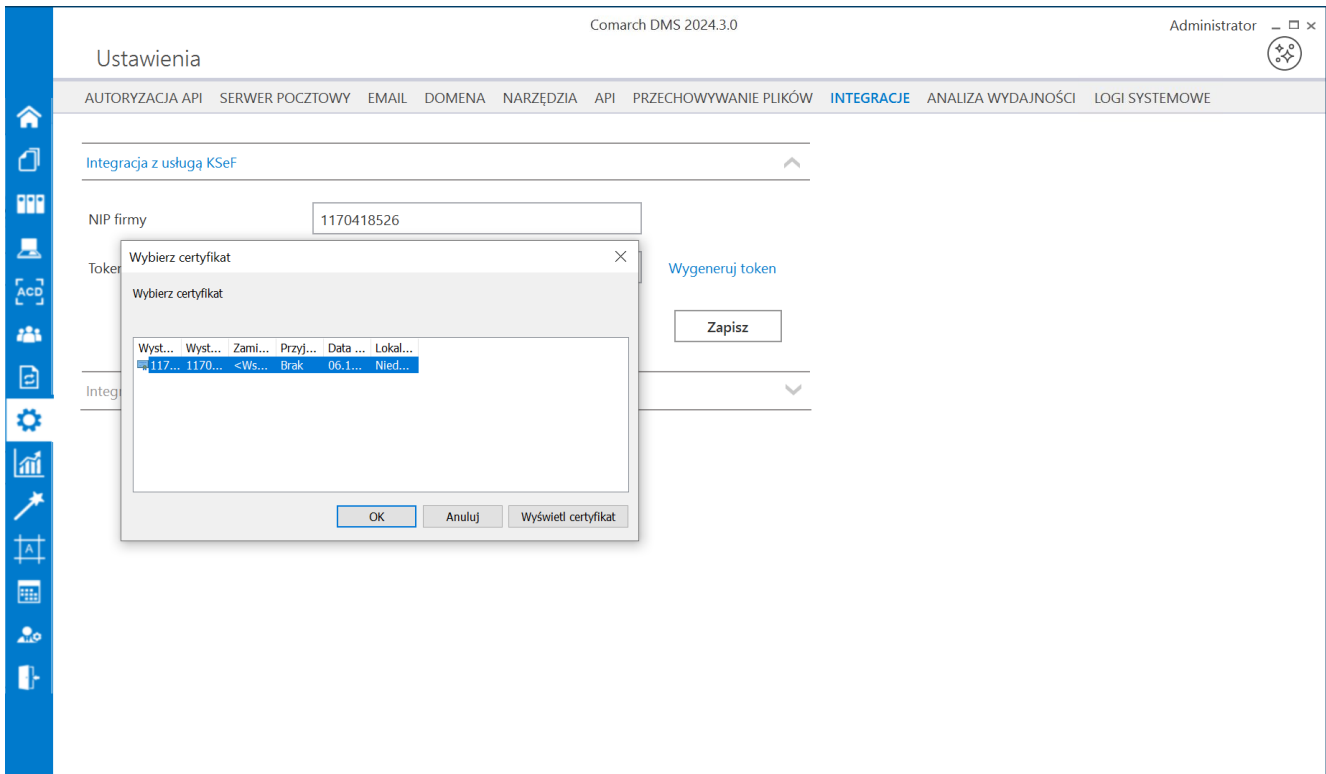 Comarch DMS 2024.3.0 Administrator
Ustawienia
AUTORYZACJA API SERWER POCZTOWY EMAIL DOMENA NARZĘDZIA API PRZECHOWYWANIE PLIKÓW INTEGRACJE ANALIZA WYDAJNOŚCI LOGI SYSTEMOWE
Integracja z usługą KSeF
NIP firmy 1170418526
Wybierz certyfikat
Toker Wygeneruj token
Wybierz certyfikat
Zapisz
Wyst... Wyst... Zami... Przyj... Data ... Lokal...
117... 1170... <Ws... Brak 06.1... Nied...
Integr
OK Anuluj Wyświetl certyfikat
ACD
A